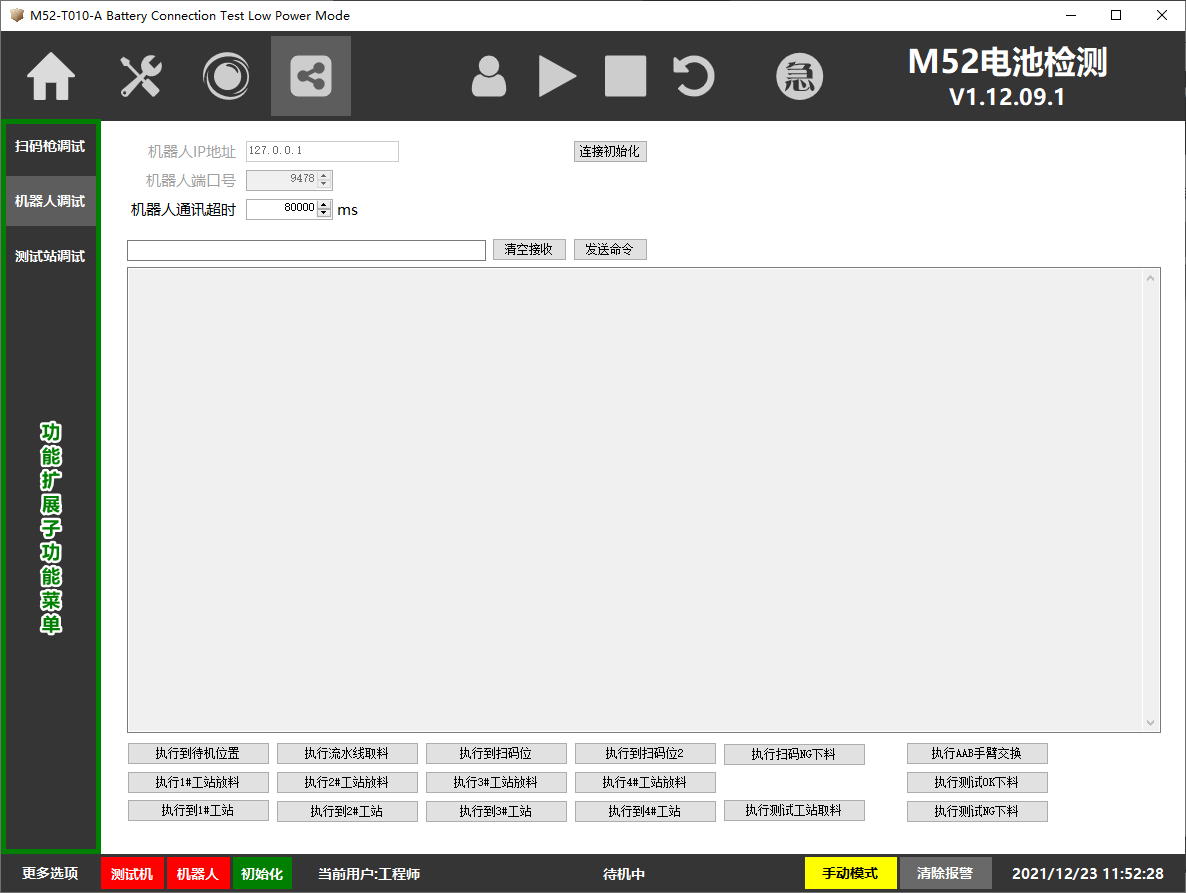 M52-T010-A Battery Connection Test Low Power Mode
急
M52电池检测
V1.12.09.1
扫码枪调试
机器人调试
测试站调试
功能扩展子功能菜单
机器人IP地址 127.0.0.1 连接初始化
机器人端口号 9478
机器人通讯超时 80000 ms
清空接收 发送命令
执行到待机位置 执行流水线取料 执行到扫码位 执行到扫码位2 执行扫码NG下料 执行AAB手臂交换
执行1#工站放料 执行2#工站放料 执行3#工站放料 执行4#工站放料 执行测试OK下料
执行到1#工站 执行到2#工站 执行到3#工站 执行到4#工站 执行测试工站取料 执行测试NG下料
更多选项 测试机 机器人 初始化 当前用户:工程师 待机中 手动模式 清除报警 2021/12/23 11:52:28